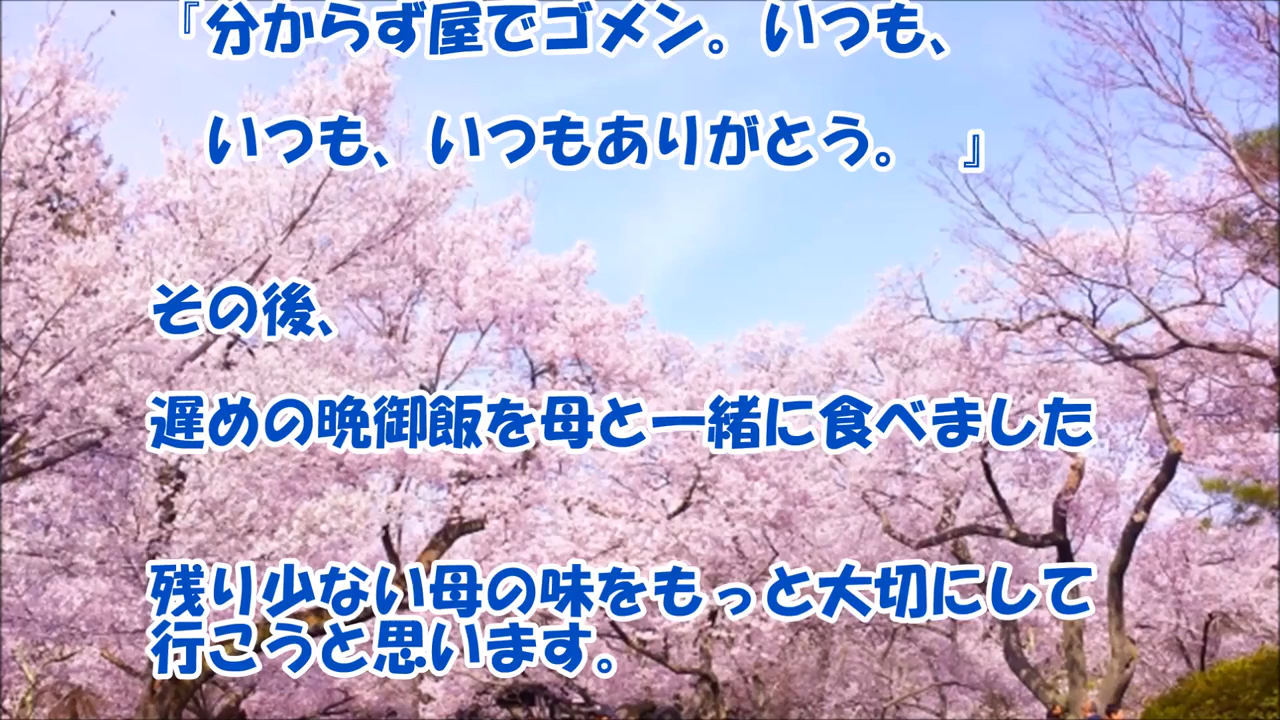 『分からず屋でゴメン。いつも、
いつも、いつもありがとう。　』
その後、
遅めの晩御飯を母と一緒に食べました
残り少ない母の味をもっと大切にして
行こうと思います。